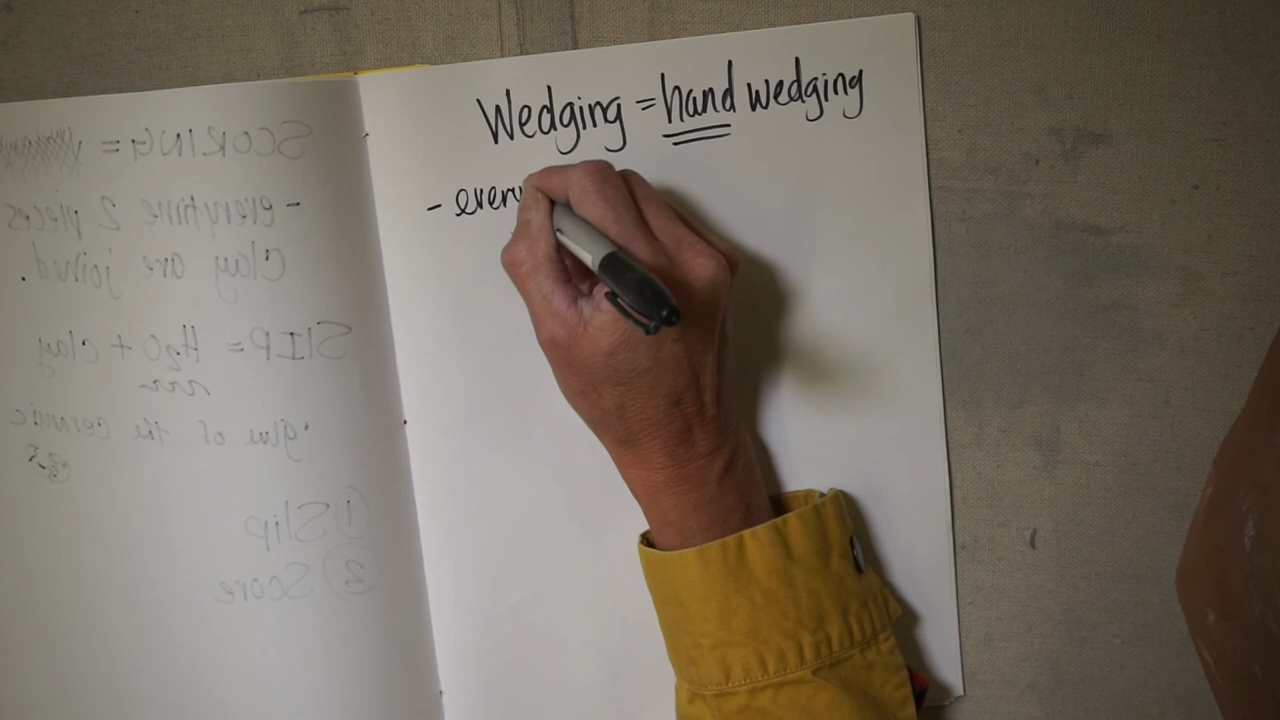 SCORING =
- everytime 2 pieces
clay are joined.
SLIP = H2O + clay
• glue of the ceramic
① Slip
② Score
Wedging = hand wedging
- every